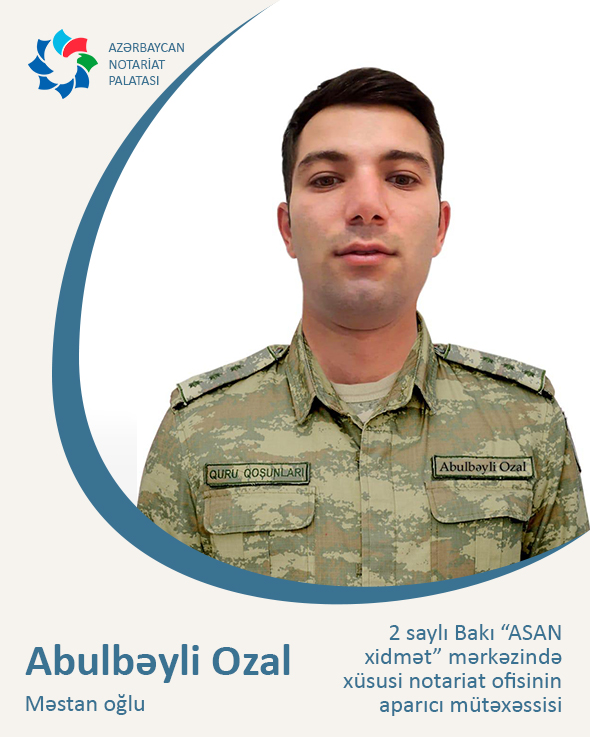 AZƏRBAYCAN
NOTARİAT
PALATASI
QURU QOŞUNLARI
Abulbəyli Ozal
Abulbəyli Ozal
Məstan oğlu
2 saylı Bakı “ASAN
xidmət” mərkəzində
xüsusi notariat ofisinin
aparıcı mütəxəssisi